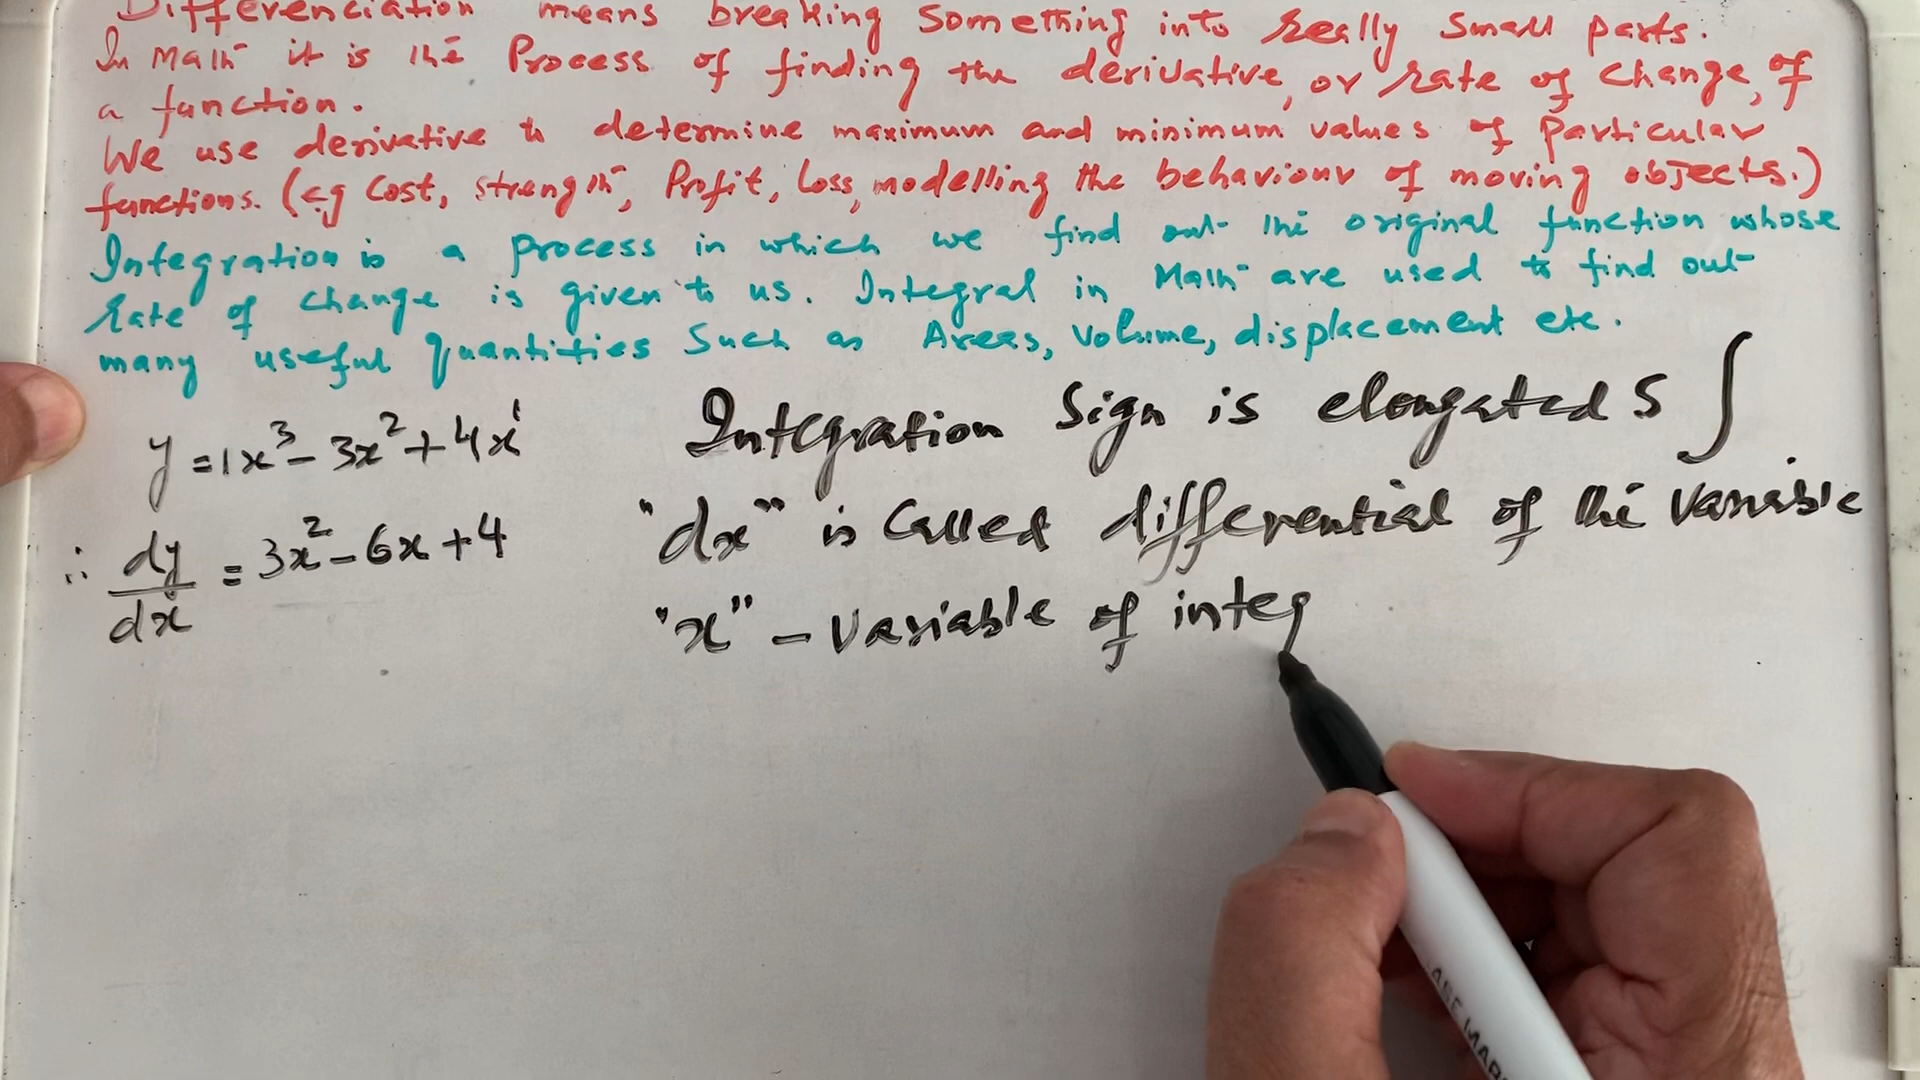 Differenciation means breaking something into really small parts.
In Math it is the Process of finding the derivative, or rate of change, of
a function.
We use derivative to determine maximum and minimum values of Particular
functions. (eg Cost, strength, Profit, Loss, modelling the behaviour of moving objects.)
Integration is a process in which we find out the original function whose
rate of change is given to us. Integral in Math are used to find out
many useful quantities such as Areas, Volume, displacement etc.
y = 1x³ - 3x² + 4x¹
∴ dy/dx = 3x² - 6x + 4
Integration Sign is elongated S ∫
"dx" is Called differential of the variable
"x" - Variable of integ
ASE MAR